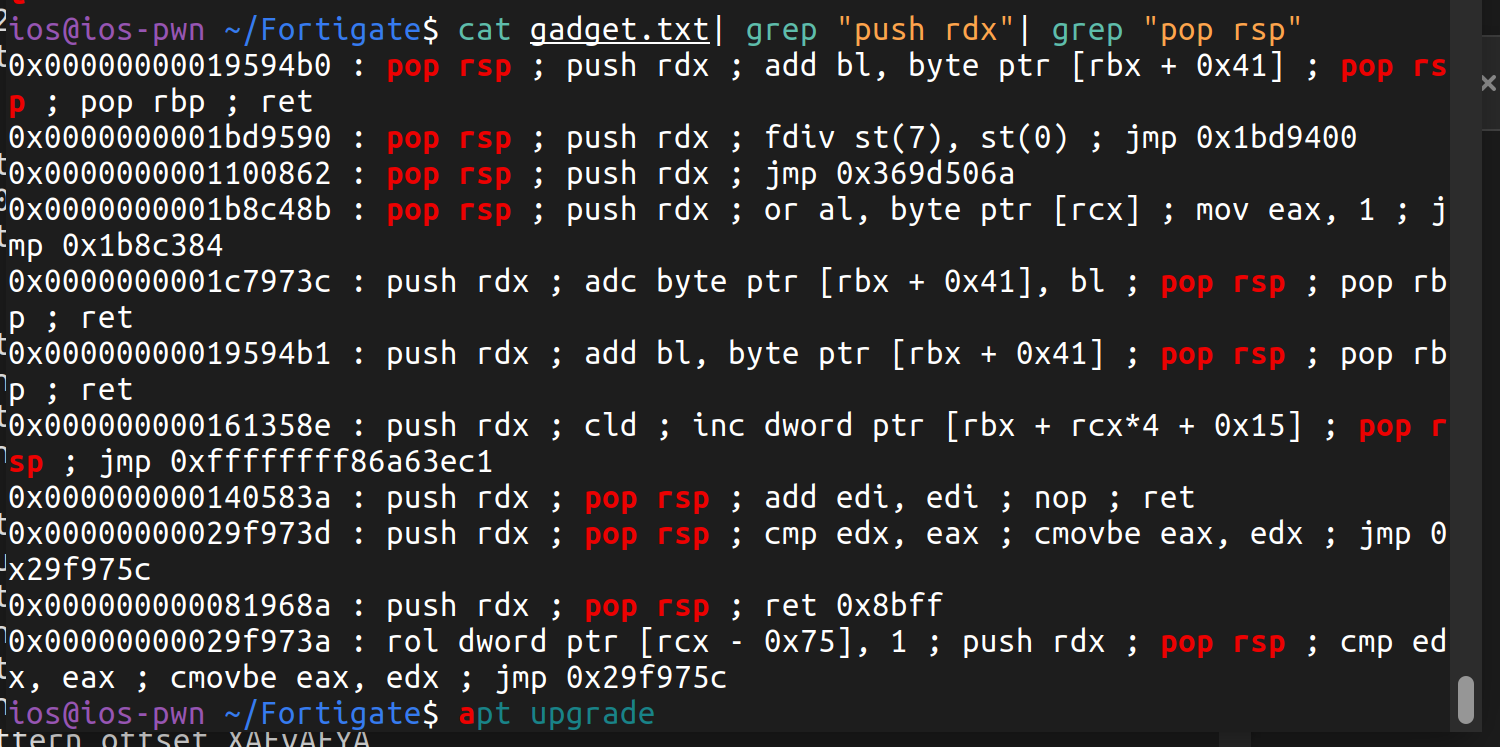 ios@ios-pwn ~/Fortigate$ cat gadget.txt| grep "push rdx"| grep "pop rsp"
0x00000000019594b0 : pop rsp ; push rdx ; add bl, byte ptr [rbx + 0x41] ; pop rs
p ; pop rbp ; ret
0x0000000001bd9590 : pop rsp ; push rdx ; fdiv st(7), st(0) ; jmp 0x1bd9400
0x0000000001100862 : pop rsp ; push rdx ; jmp 0x369d506a
0x0000000001b8c48b : pop rsp ; push rdx ; or al, byte ptr [rcx] ; mov eax, 1 ; j
mp 0x1b8c384
0x0000000001c7973c : push rdx ; adc byte ptr [rbx + 0x41], bl ; pop rsp ; pop rb
p ; ret
0x00000000019594b1 : push rdx ; add bl, byte ptr [rbx + 0x41] ; pop rsp ; pop rb
p ; ret
0x000000000161358e : push rdx ; cld ; inc dword ptr [rbx + rcx*4 + 0x15] ; pop r
sp ; jmp 0xffffffff86a63ec1
0x000000000140583a : push rdx ; pop rsp ; add edi, edi ; nop ; ret
0x00000000029f973d : push rdx ; pop rsp ; cmp edx, eax ; cmovbe eax, edx ; jmp 0
x29f975c
0x000000000081968a : push rdx ; pop rsp ; ret 0x8bff
0x00000000029f973a : rol dword ptr [rcx - 0x75], 1 ; push rdx ; pop rsp ; cmp ed
x, eax ; cmovbe eax, edx ; jmp 0x29f975c
ios@ios-pwn ~/Fortigate$ apt upgrade